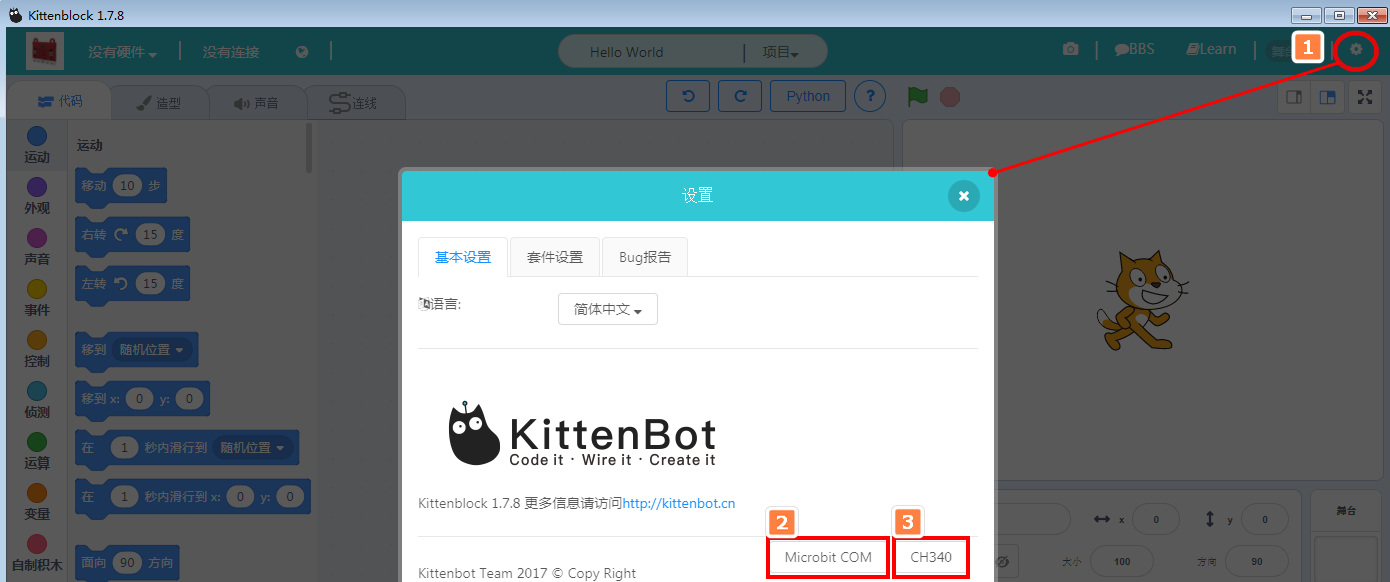 Kittenblock 1.7.8
没有硬件 没有连接 Hello World 项目 BBS Learn 1
代码 造型 声音 连线 Python ?
运动
外观
声音
事件
控制
侦测
运算
变量
自制积木
运动
移动 10 步
右转 15 度
左转 15 度
移到 随机位置
移到 x: 0 y: 0
在 1 秒内滑行到 随机位置
在 1 秒内滑行到 x: 0 y: 0
面向 90 方向
设置
基本设置 套件设置 Bug报告
语言: 简体中文
KittenBot
Code it · Wire it · Create it
Kittenblock 1.7.8 更多信息请访问http://kittenbot.cn
2 3
Microbit COM CH340
Kittenbot Team 2017 © Copy Right
x 0 y 0
大小 100 方向 90
舞台